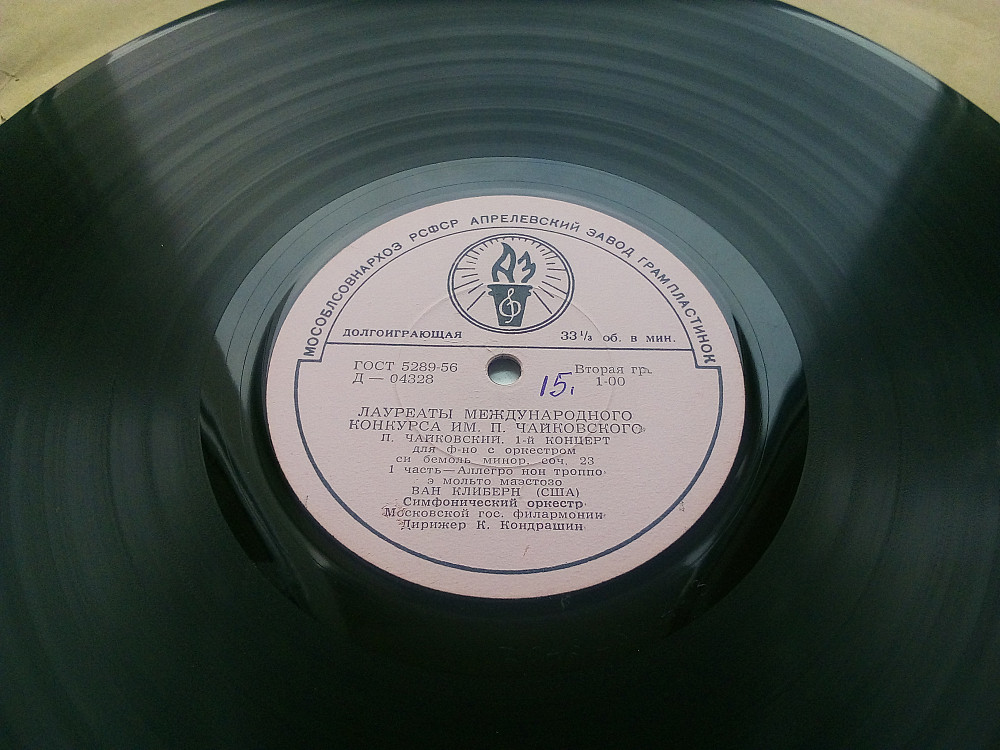 МОСОБЛСОВНАРХОЗ РСФСР АПРЕЛЕВСКИЙ ЗАВОД ГРАМПЛАСТИНОК
АЗ
ДОЛГОИГРАЮЩАЯ 33 1/3 об. в мин.
ГОСТ 5289-56 Вторая гр.
Д — 04328 1-00
15,
ЛАУРЕАТЫ МЕЖДУНАРОДНОГО
КОНКУРСА ИМ. П. ЧАЙКОВСКОГО
П. ЧАЙКОВСКИЙ. 1-й КОНЦЕРТ
для ф-но с оркестром
си бемоль минор, соч. 23
1 часть—Аллегро нон троппо
э мольто маэстозо
ВАН КЛИБЕРН (США)
Симфонический оркестр
Московской гос. филармонии
Дирижер К. Кондрашин